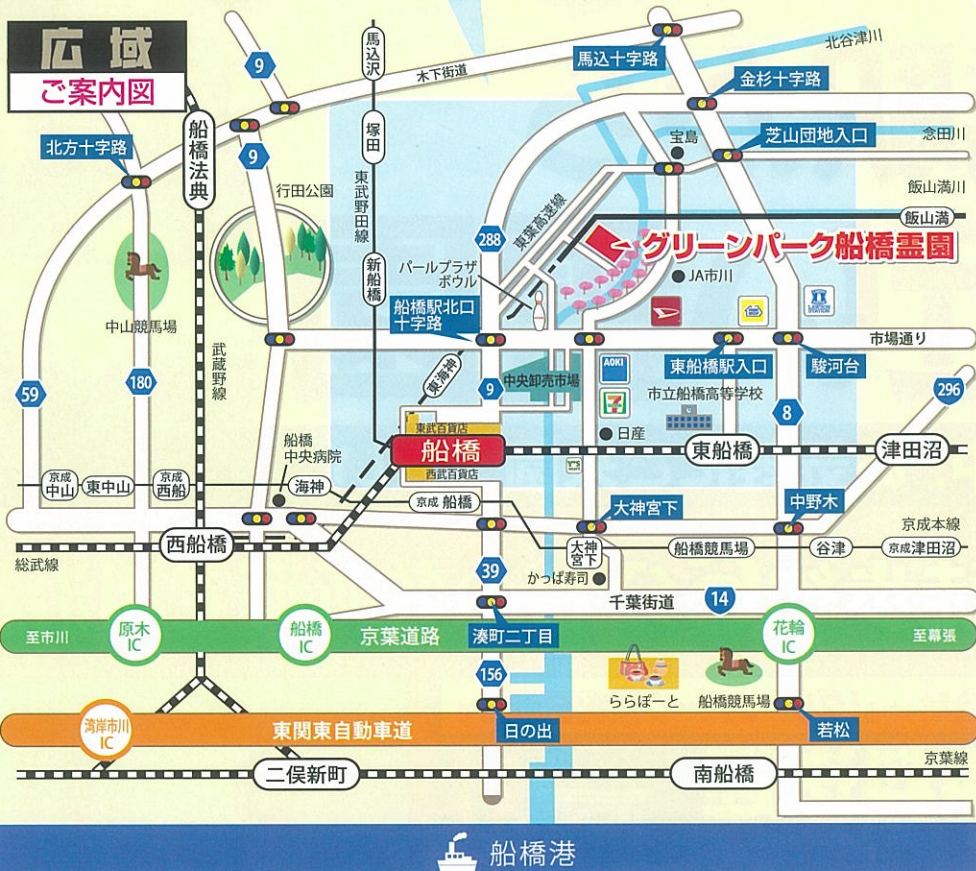 広域
ご案内図
9
馬込沢
木下街道
馬込十字路
北谷津川
金杉十字路
船橋法典
塚田
北方十字路
9
宝島
芝山団地入口
念田川
行田公園
東武野田線
飯山満川
東葉高速線
飯山満
288
グリーンパーク船橋霊園
新船橋
パールプラザ
ボウル
JA市川
船橋駅北口
十字路
中山競馬場
市場通り
武蔵野線
東海神
東船橋駅入口
駿河台
59
180
9
中央卸売市場
AOKI
市立船橋高等学校
296
7
8
東武百貨店
日産
船橋
中央病院
船橋
東船橋
津田沼
西武百貨店
Y's
京成
中山
東中山
京成
西船
海神
京成 船橋
大神宮下
中野木
京成本線
西船橋
大神
宮下
船橋競馬場
谷津
京成津田沼
総武線
かっぱ寿司
39
千葉街道
14
至市川
原木
IC
船橋
IC
京葉道路
湊町二丁目
花輪
IC
至幕張
156
ららぽーと
船橋競馬場
湾岸市川
IC
東関東自動車道
日の出
若松
京葉線
二俣新町
南船橋
船橋港